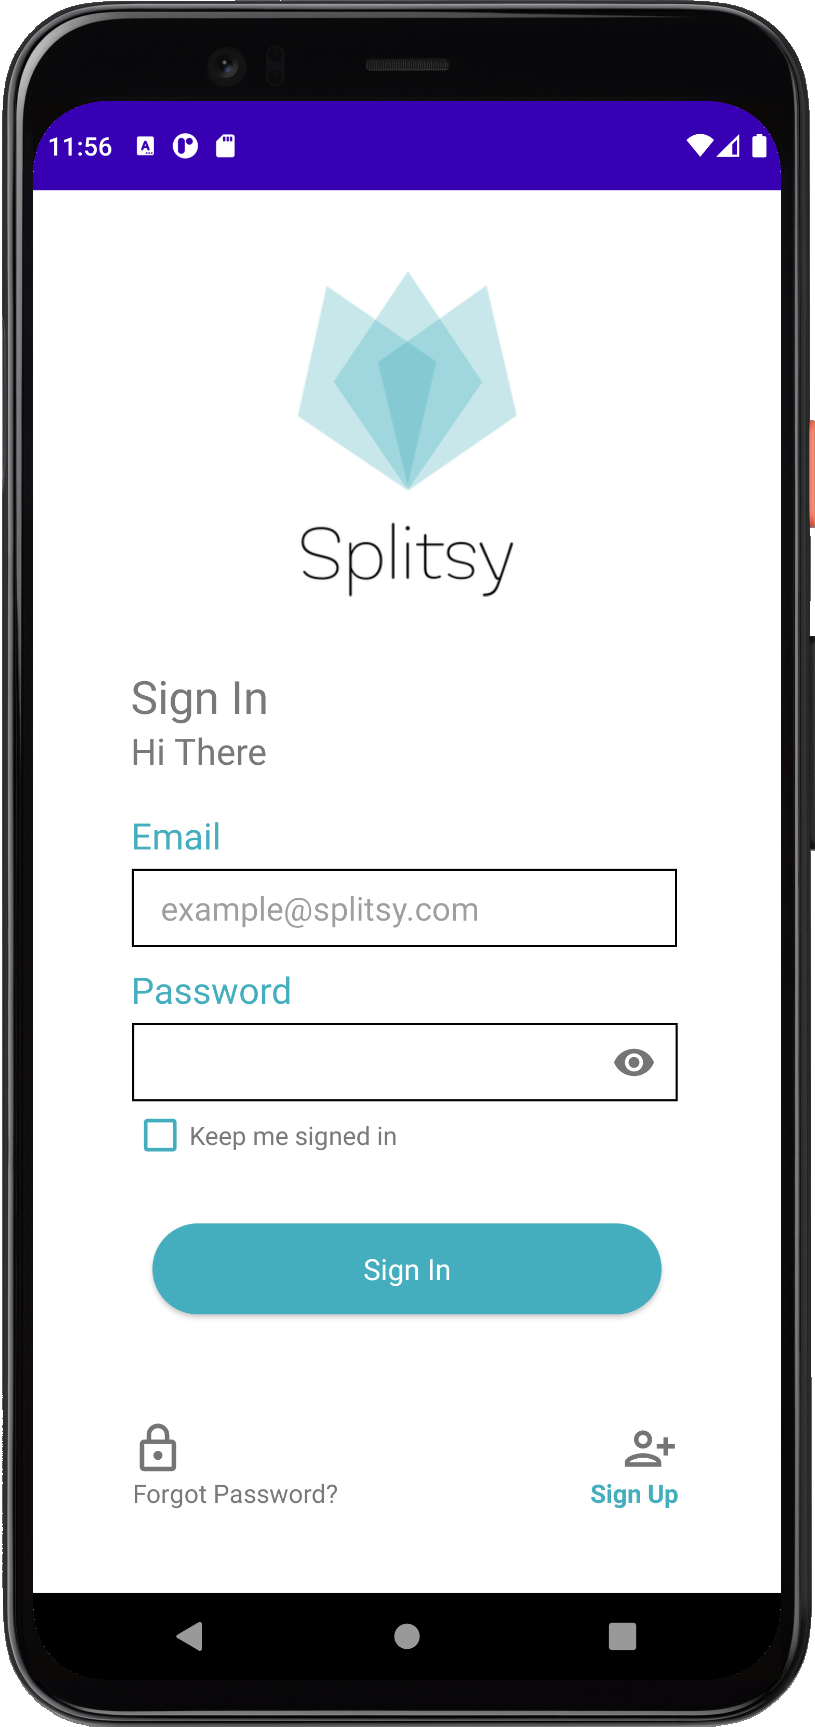 11:56
Splitsy
Sign In
Hi There
Email
example@splitsy.com
Password
Keep me signed in
Sign In
Forgot Password?
Sign Up